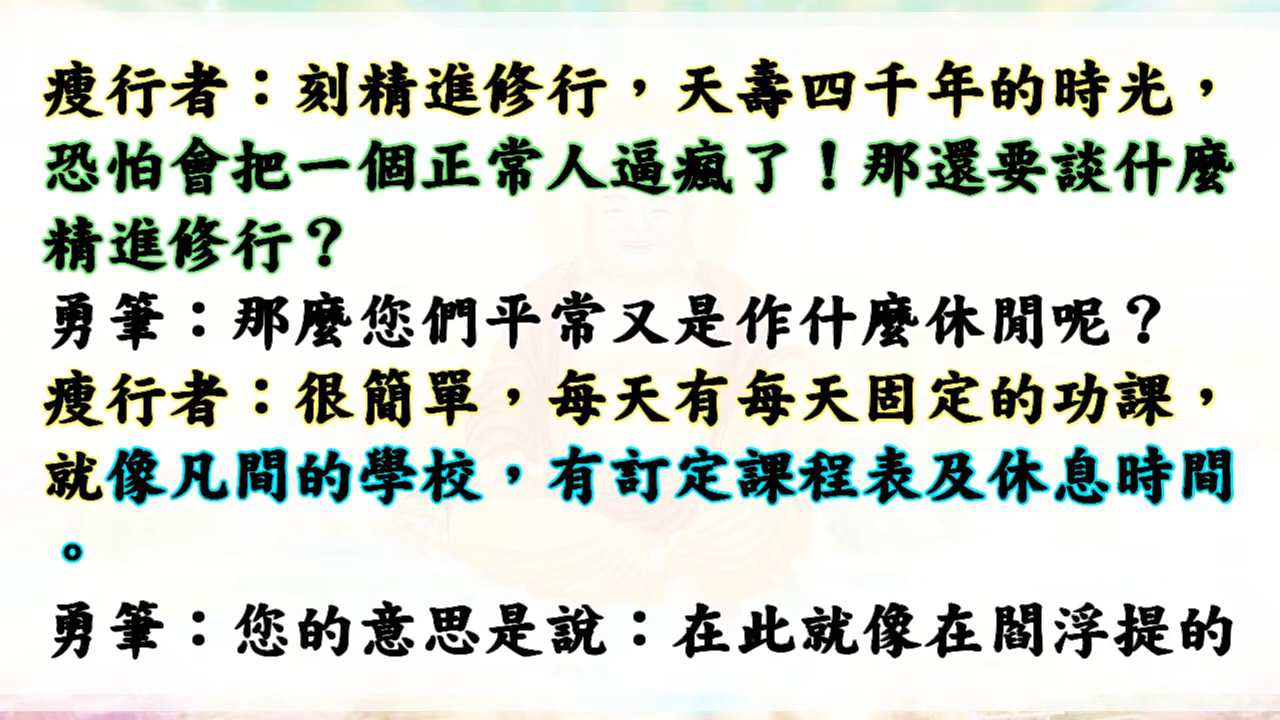 瘦行者：刻精進修行，天壽四千年的時光，
恐怕會把一個正常人逼瘋了！那還要談什麼
精進修行？
勇筆：那麼您們平常又是作什麼休閒呢？
瘦行者：很簡單，每天有每天固定的功課，
就像凡間的學校，有訂定課程表及休息時間
。
勇筆：您的意思是說：在此就像在閻浮提的